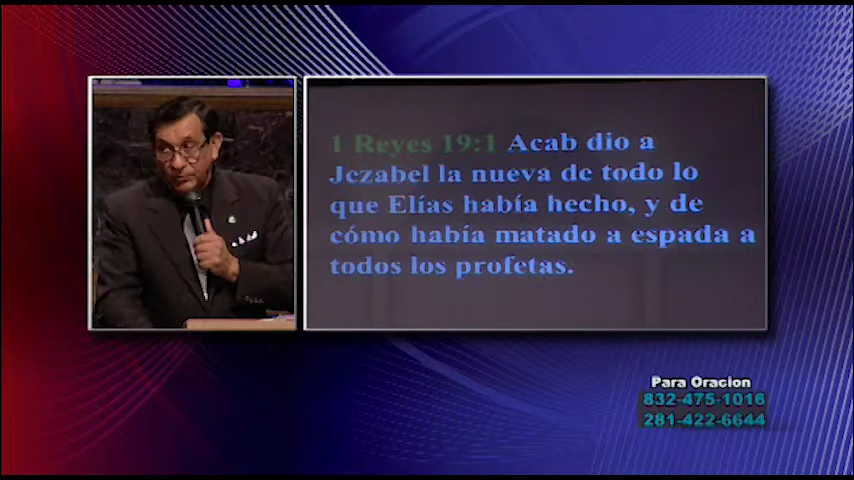 1 Reyes 19:1 Acab dio a
Jezabel la nueva de todo lo
que Elías había hecho, y de
cómo había matado a espada a
todos los profetas.
Para Oracion
832-475-1016
281-422-6644